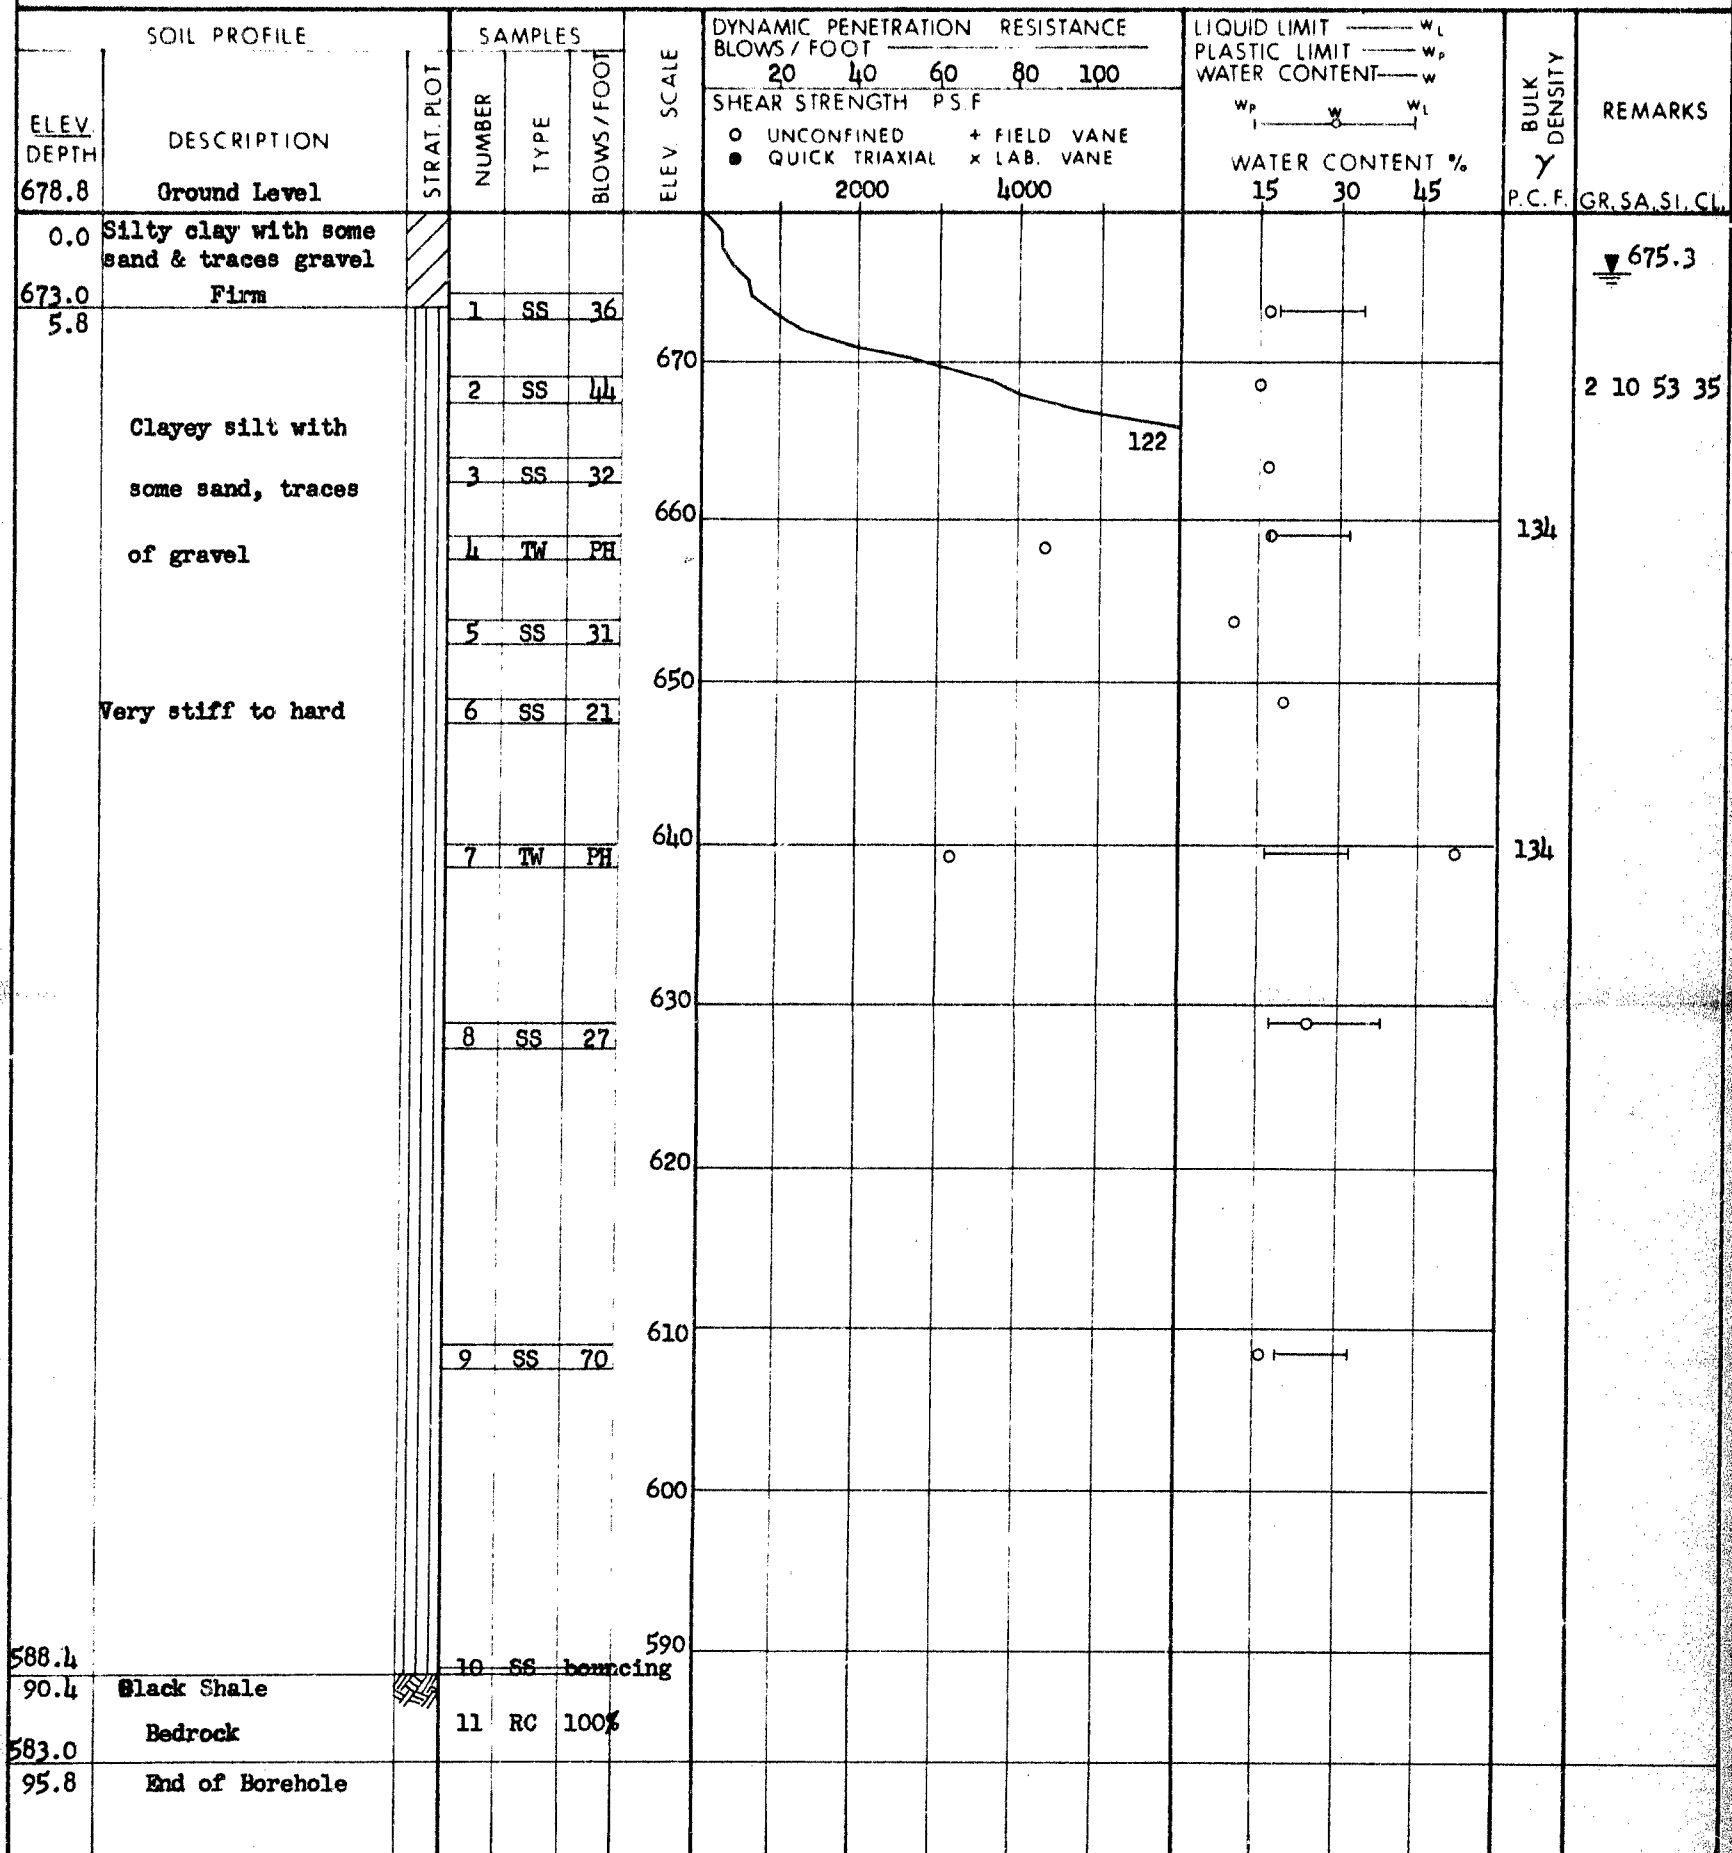 SOIL PROFILE
SAMPLES
ELEV. SCALE
DYNAMIC PENETRATION RESISTANCE
BLOWS / FOOT
20 40 60 80 100
SHEAR STRENGTH P S F
○ UNCONFINED + FIELD VANE
● QUICK TRIAXIAL × LAB. VANE
2000 4000
LIQUID LIMIT —— wL
PLASTIC LIMIT —— wP
WATER CONTENT —— w
wP w wL
WATER CONTENT %
15 30 45
BULK DENSITY
γ
P.C.F.
REMARKS
GR. SA. SI. CL.
ELEV.
DEPTH
DESCRIPTION
STRAT. PLOT
NUMBER
TYPE
BLOWS / FOOT
678.8 Ground Level
0.0 Silty clay with some
sand & traces gravel
673.0 Firm
5.8
675.3
1 SS 36
670
2 SS 44
2 10 53 35
Clayey silt with
122
3 SS 32
some sand, traces
660
134
4 TW PH
of gravel
5 SS 31
650
Very stiff to hard
6 SS 21
640
7 TW PH
134
630
8 SS 27
620
610
9 SS 70
600
590
588.4
10 SS bouncing
90.4 Black Shale
11 RC 100%
Bedrock
583.0
95.8 End of Borehole